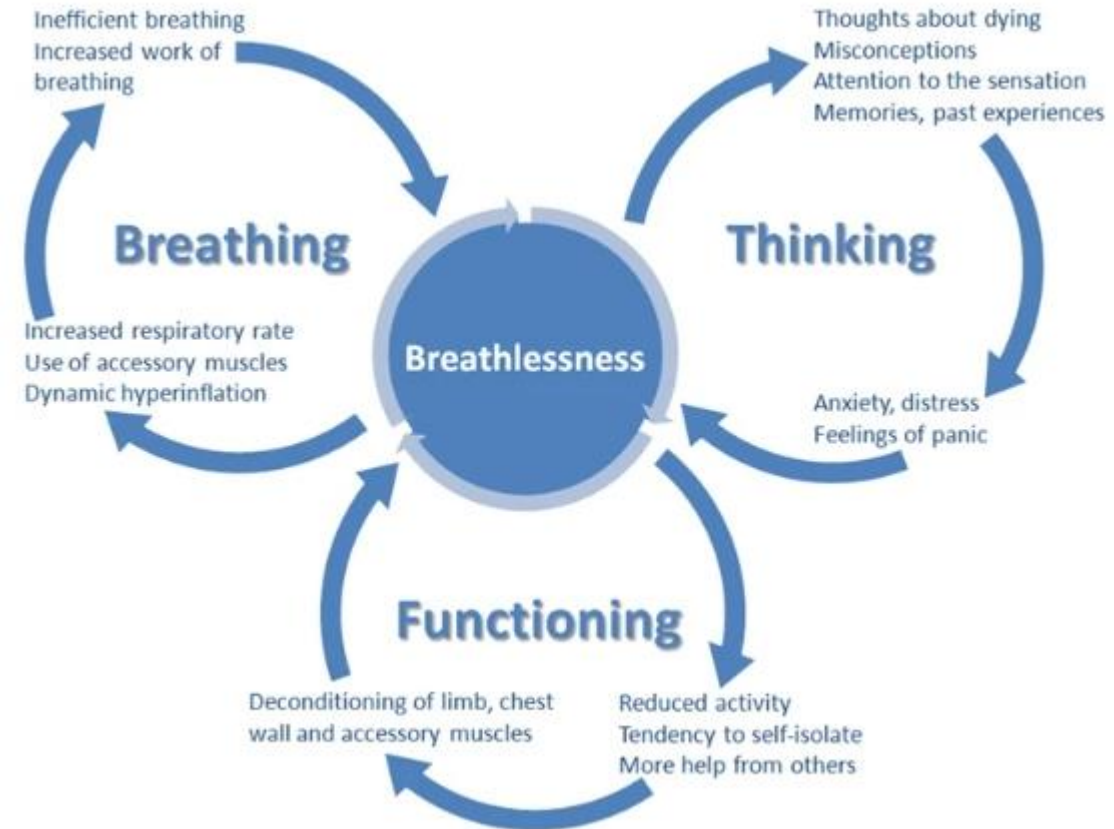 Inefficient breathing
Increased work of
breathing
Breathing
Increased respiratory rate
Use of accessory muscles
Dynamic hyperinflation
Thoughts about dying
Misconceptions
Attention to the sensation
Memories, past experiences
Thinking
Anxiety, distress
Feelings of panic
Breathlessness
Functioning
Deconditioning of limb, chest
wall and accessory muscles
Reduced activity
Tendency to self-isolate
More help from others